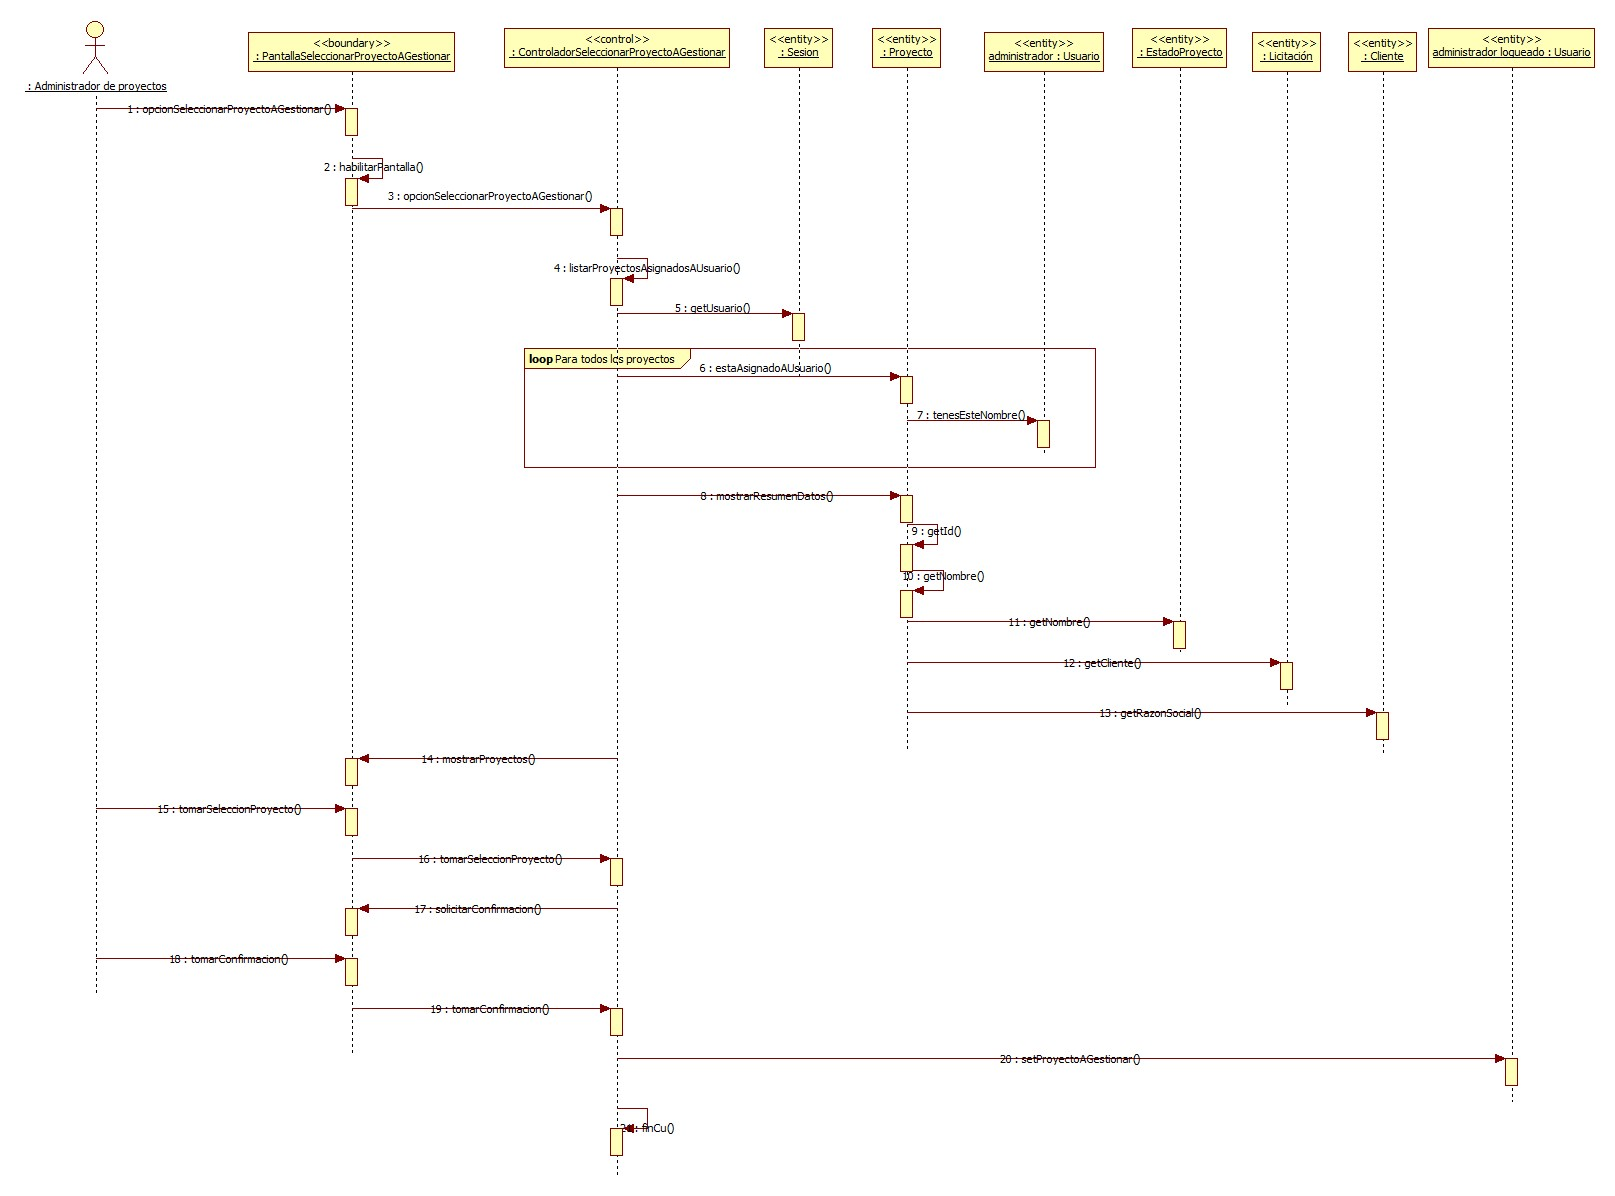 : Administrador de proyectos
<<boundary>>
: PantallaSeleccionarProyectoAGestionar
<<control>>
: ControladorSeleccionarProyectoAGestionar
<<entity>>
: Sesion
<<entity>>
: Proyecto
<<entity>>
administrador : Usuario
<<entity>>
: EstadoProyecto
<<entity>>
: Licitación
<<entity>>
: Cliente
<<entity>>
administrador loqueado : Usuario
1 : opcionSeleccionarProyectoAGestionar()
2 : habilitarPantalla()
3 : opcionSeleccionarProyectoAGestionar()
4 : listarProyectosAsignadosAUsuario()
5 : getUsuario()
loop Para todos los proyectos
6 : estaAsignadoAUsuario()
7 : tenesEsteNombre()
8 : mostrarResumenDatos()
9 : getId()
10 : getNombre()
11 : getNombre()
12 : getCliente()
13 : getRazonSocial()
14 : mostrarProyectos()
15 : tomarSeleccionProyecto()
16 : tomarSeleccionProyecto()
17 : solicitarConfirmacion()
18 : tomarConfirmacion()
19 : tomarConfirmacion()
20 : setProyectoAGestionar()
21 : finCu()